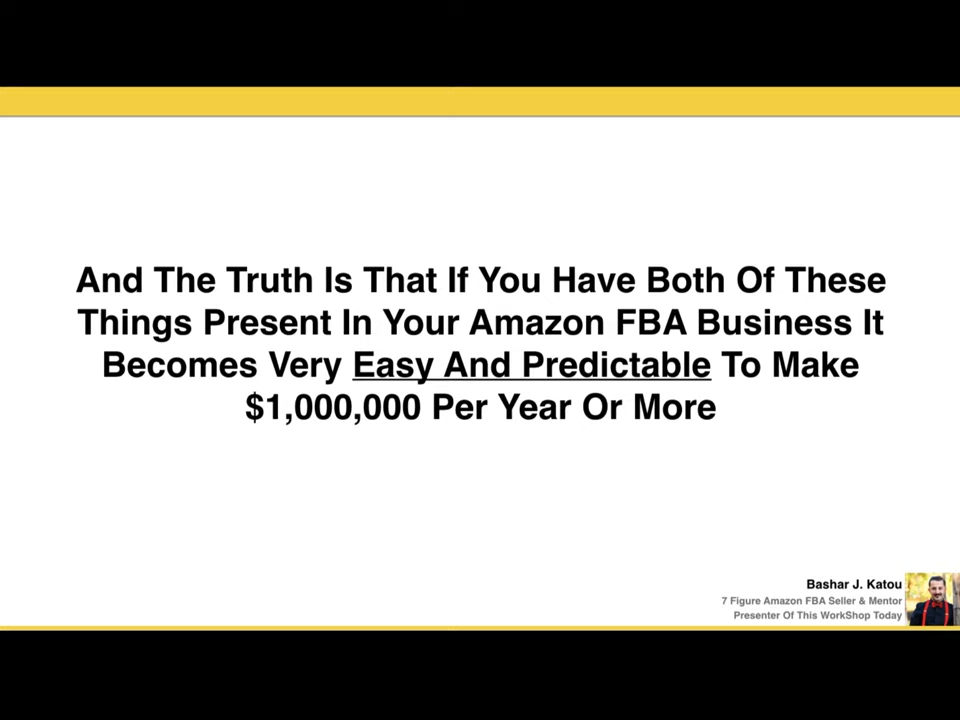 And The Truth Is That If You Have Both Of These
Things Present In Your Amazon FBA Business It
Becomes Very Easy And Predictable To Make
$1,000,000 Per Year Or More
Bashar J. Katou
7 Figure Amazon FBA Seller & Mentor
Presenter Of This WorkShop Today